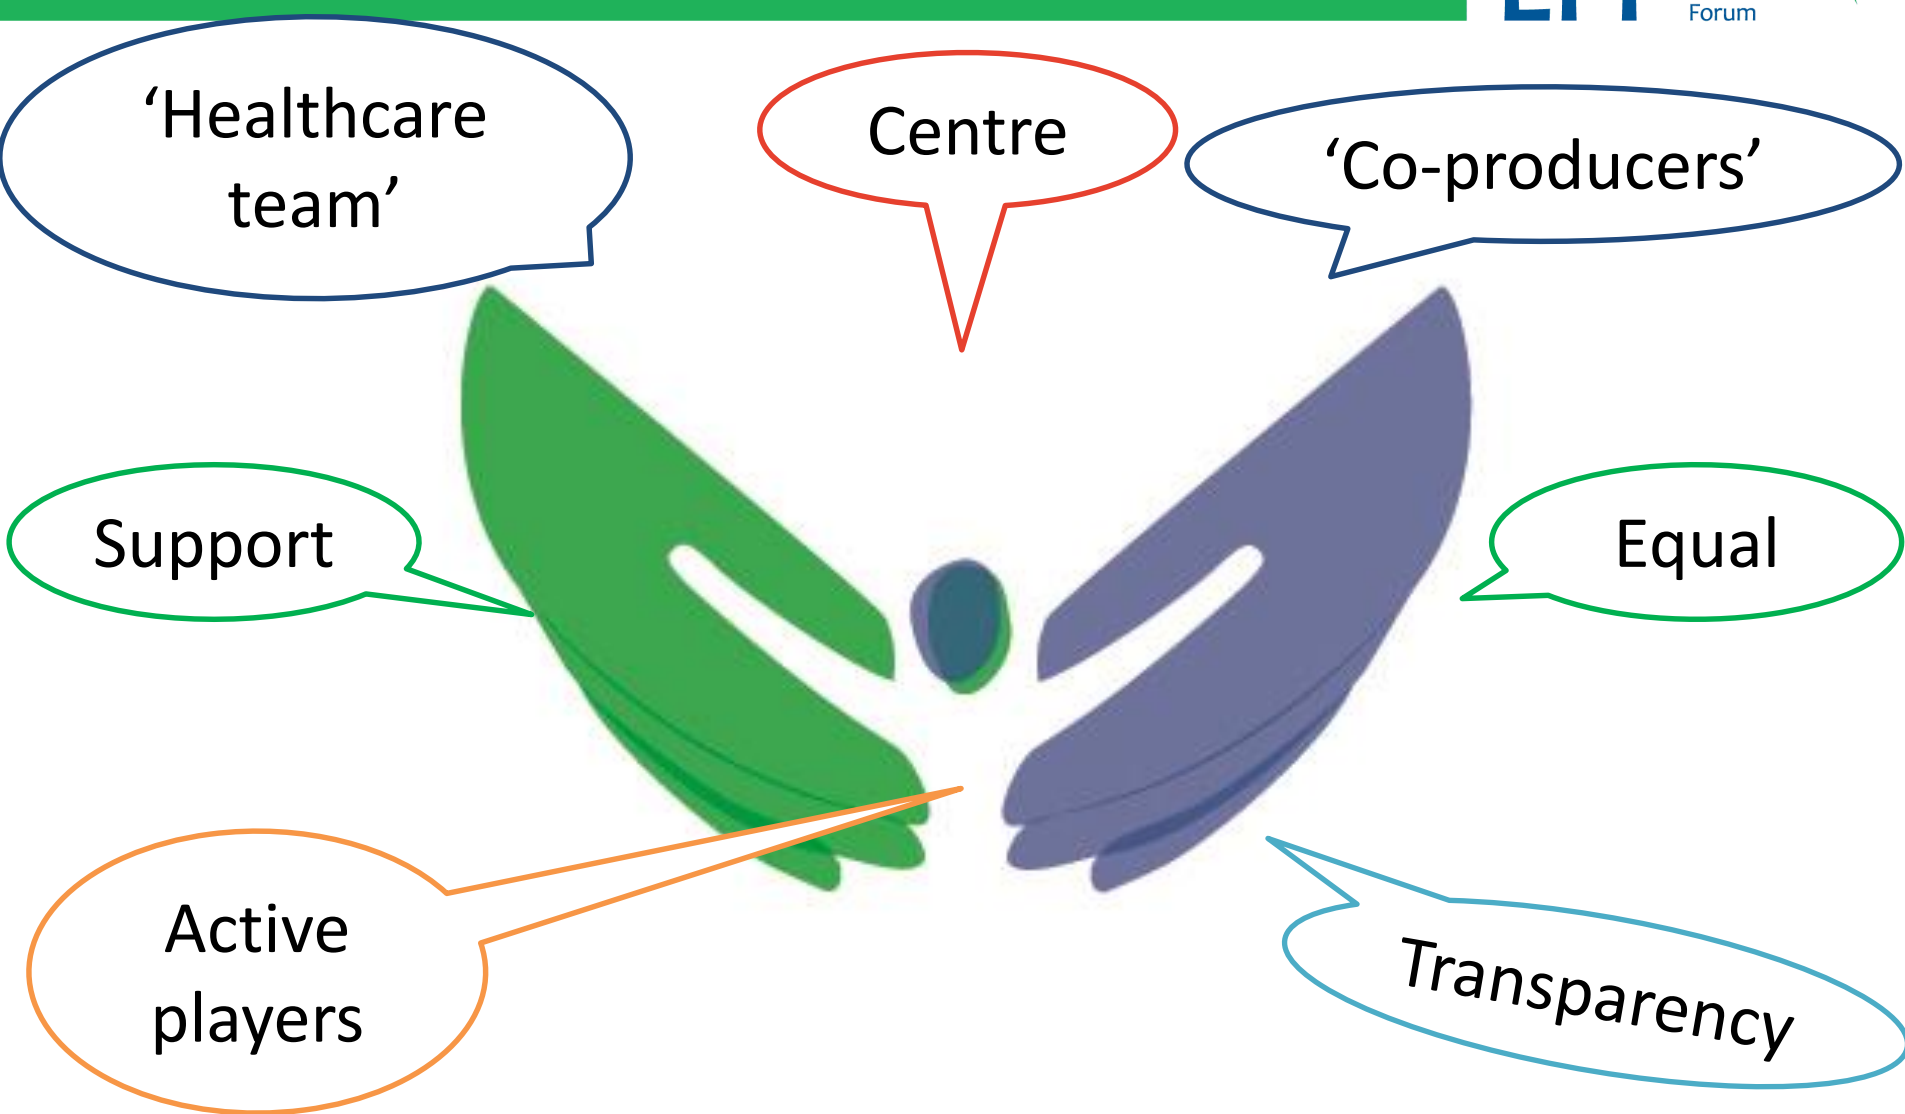 Forum
‘Healthcare
team’
Centre
‘Co-producers’
Support
Equal
Active
players
Transparency